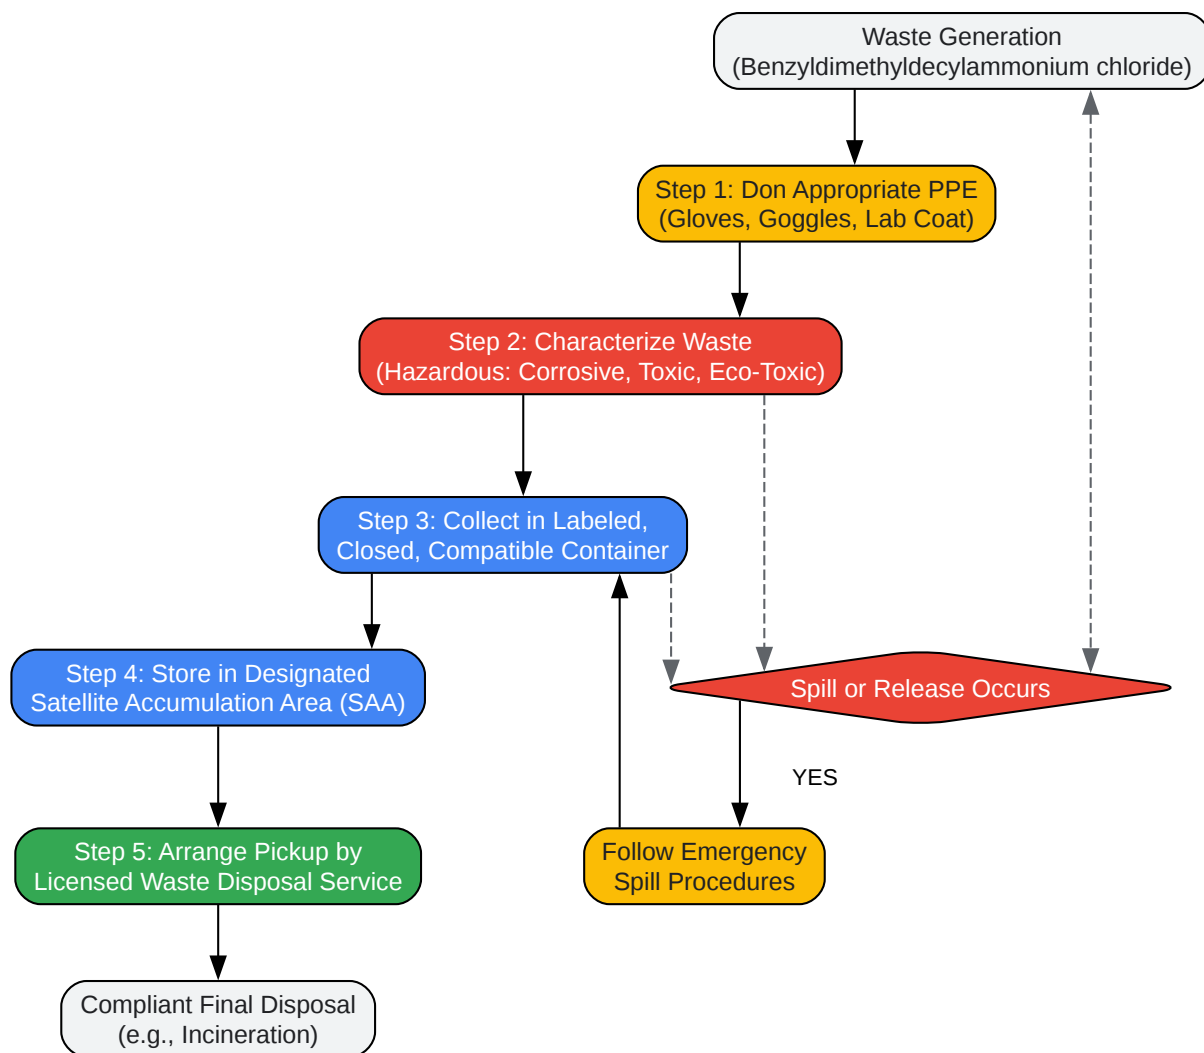 Waste Generation
(Benzyldimethyldecylammonium chloride)
Step 1: Don Appropriate PPE
(Gloves, Goggles, Lab Coat)
Step 2: Characterize Waste
(Hazardous: Corrosive, Toxic, Eco-Toxic)
Step 3: Collect in Labeled,
Closed, Compatible Container
Step 4: Store in Designated
Satellite Accumulation Area (SAA)
Spill or Release Occurs
YES
Step 5: Arrange Pickup by
Licensed Waste Disposal Service
Follow Emergency
Spill Procedures
Compliant Final Disposal
(e.g., Incineration)